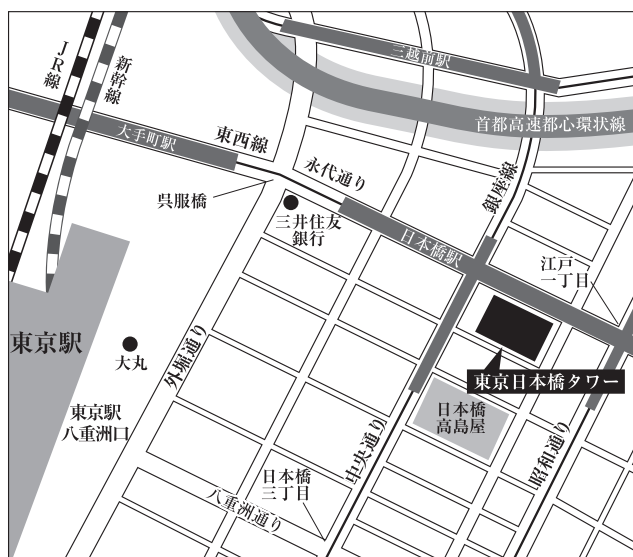 JR線
新幹線
三越前駅
首都高速都心環状線
大手町駅
東西線
永代通り
銀座線
呉服橋
三井住友
銀行
日本橋駅
江戸
一丁目
東京駅
大丸
外堀通り
東京日本橋タワー
東京駅
八重洲口
日本橋
高島屋
中央通り
昭和通り
日本橋
三丁目
八重洲通り